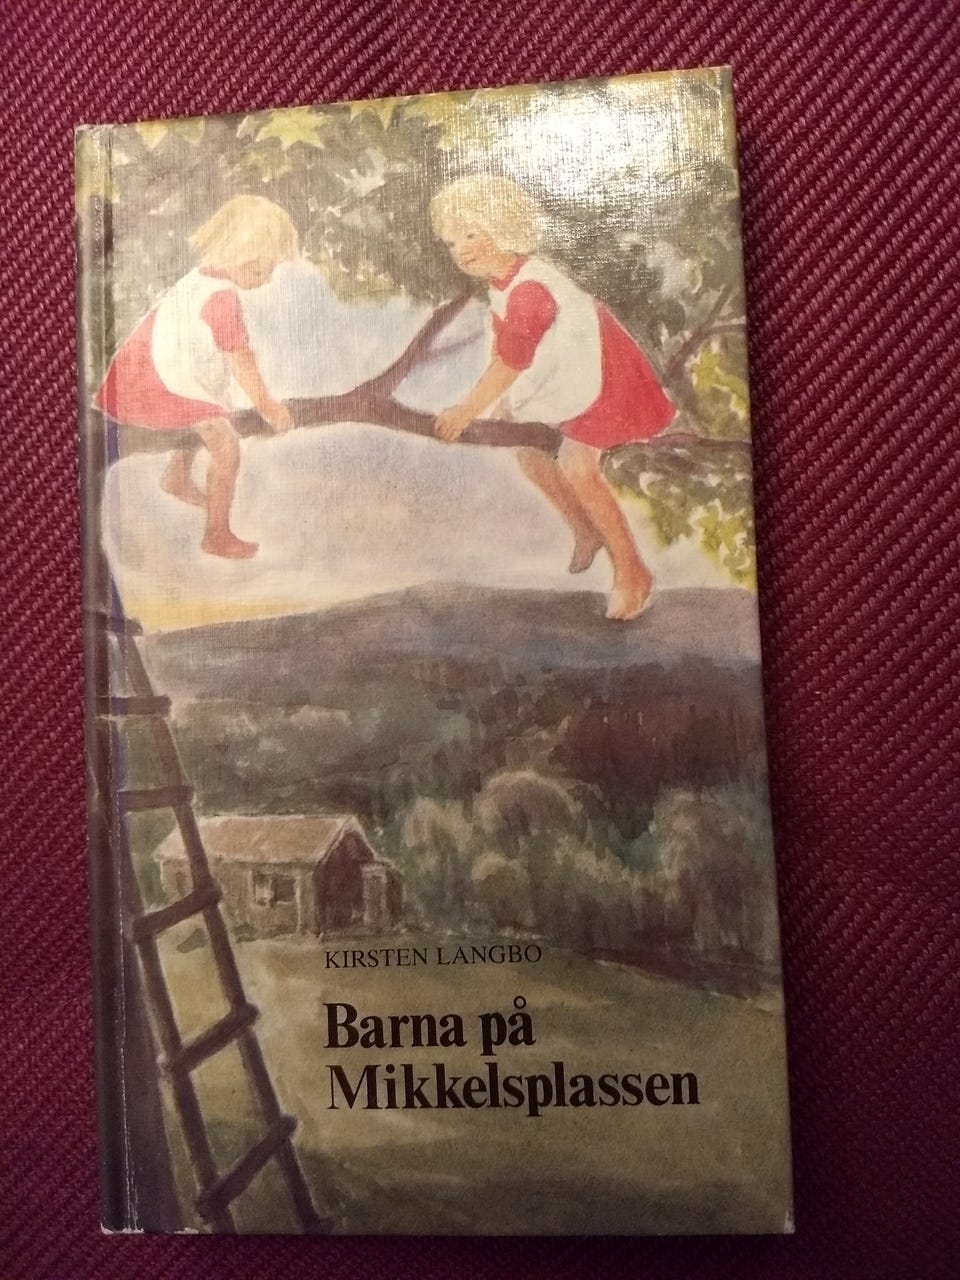 KIRSTEN LANGBO
Barna på
Mikkelsplassen